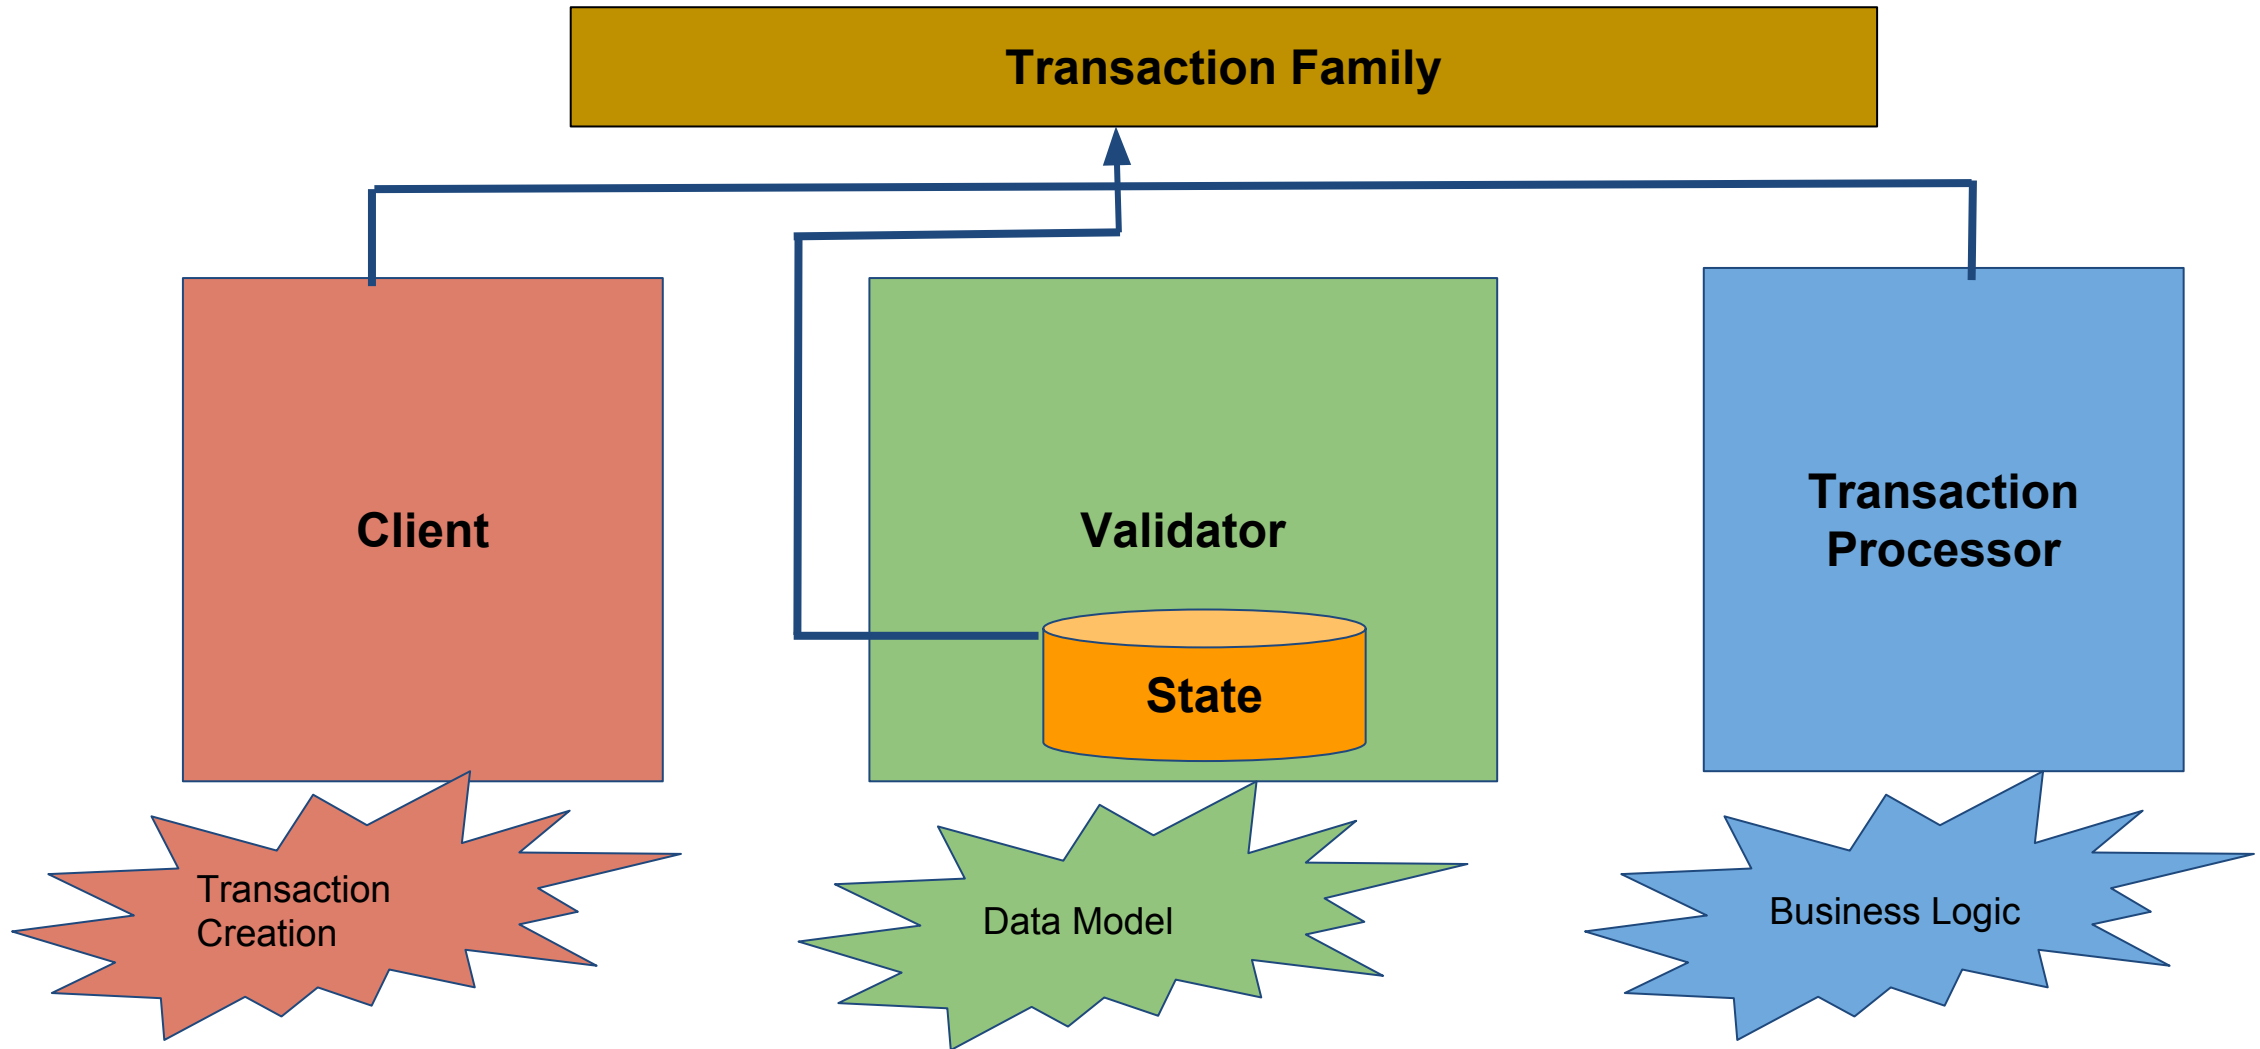 Transaction Family
Client
Validator
Transaction
Processor
State
Transaction
Creation
Data Model
Business Logic